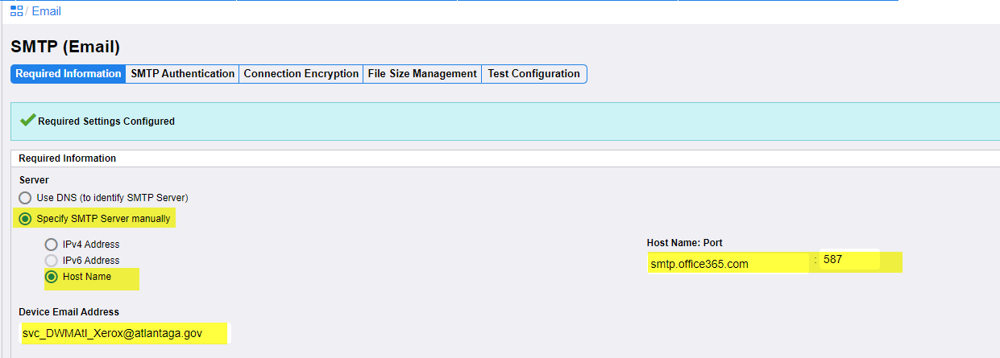 / Email
SMTP (Email)
Required Information SMTP Authentication Connection Encryption File Size Management Test Configuration
Required Settings Configured
Required Information
Server
Use DNS (to identify SMTP Server)
Specify SMTP Server manually
IPv4 Address
Host Name: Port
IPv6 Address
smtp.office365.com : 587
Host Name
Device Email Address
svc_DWMAtl_Xerox@atlantaga.gov